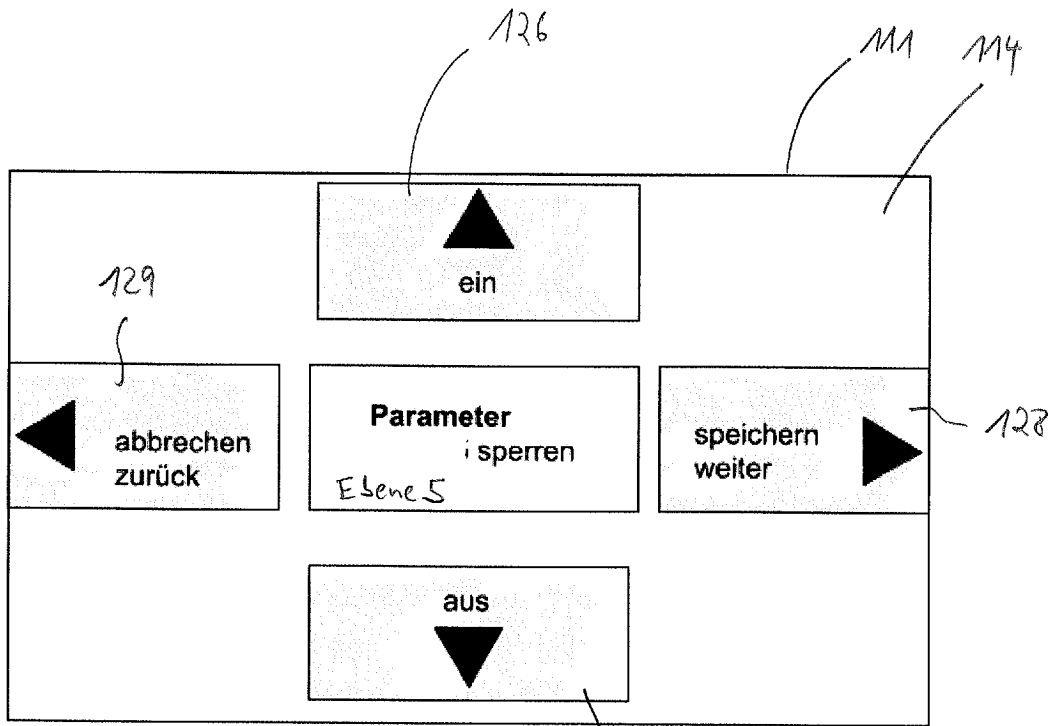 126
111
114
ein
129
abbrechen
zurück
Parameter
i sperren
Ebene 5
speichern
weiter
128
aus